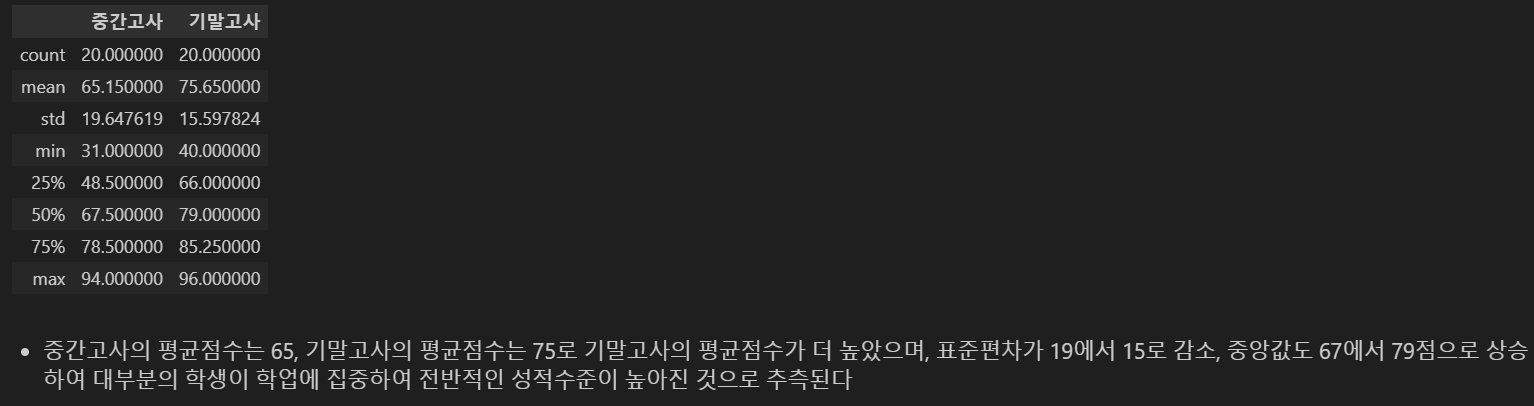 중간고사 기말고사
count 20.000000 20.000000
mean 65.150000 75.650000
std 19.647619 15.597824
min 31.000000 40.000000
25% 48.500000 66.000000
50% 67.500000 79.000000
75% 78.500000 85.250000
max 94.000000 96.000000
• 중간고사의 평균점수는 65, 기말고사의 평균점수는 75로 기말고사의 평균점수가 더 높았으며, 표준편차가 19에서 15로 감소, 중앙값도 67에서 79점으로 상승
하여 대부분의 학생이 학업에 집중하여 전반적인 성적수준이 높아진 것으로 추측된다